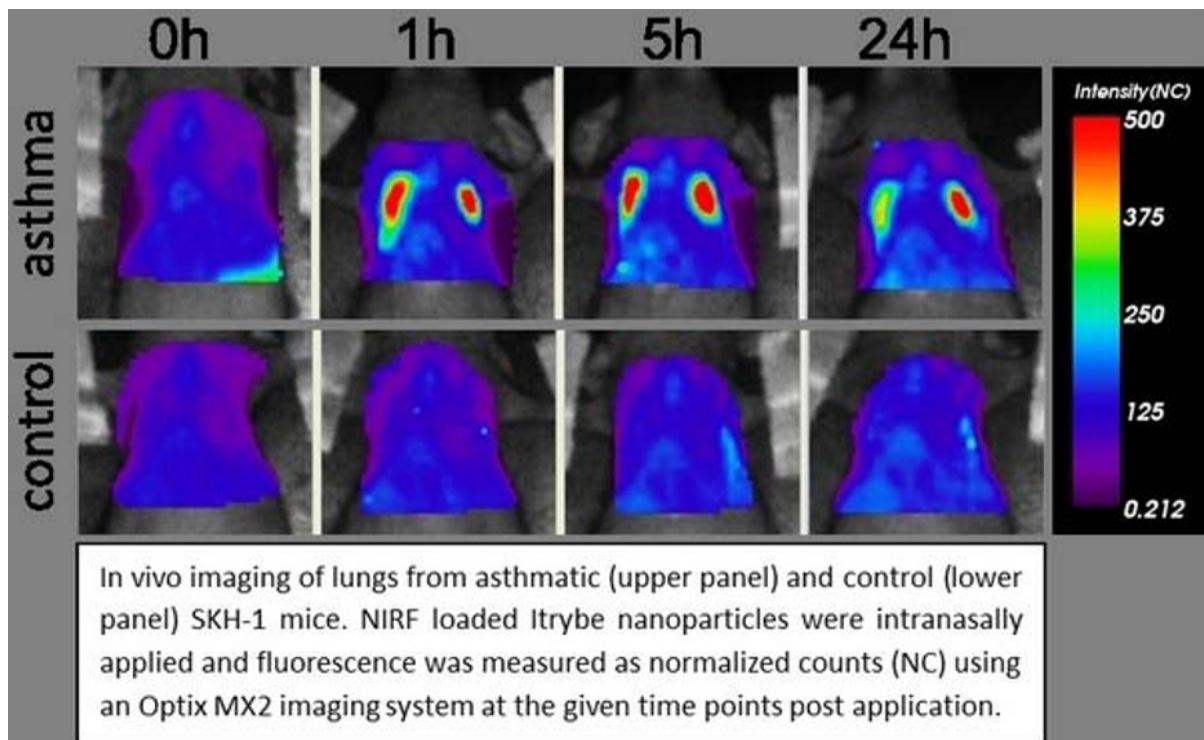 0h 1h 5h 24h
asthma
control
Intensity(NC)
500
375
250
125
0.212
In vivo imaging of lungs from asthmatic (upper panel) and control (lower
panel) SKH-1 mice. NIRF loaded Itrybe nanoparticles were intranasally
applied and fluorescence was measured as normalized counts (NC) using
an Optix MX2 imaging system at the given time points post application.